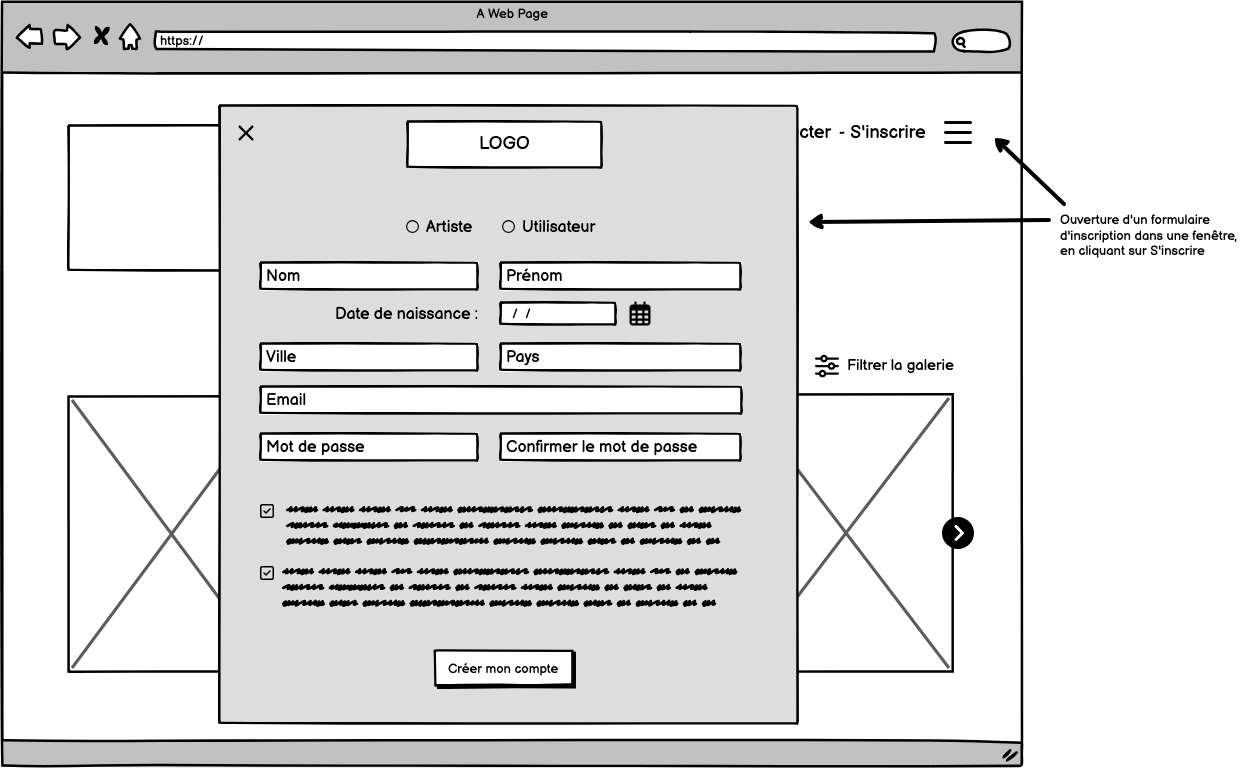 A Web Page
https://
LOGO
cter - S'inscrire
Artiste Utilisateur
Ouverture d'un formulaire
d'inscription dans une fenêtre,
en cliquant sur S'inscrire
Nom Prénom
Date de naissance : / /
Ville Pays
Filtrer la galerie
Email
Mot de passe Confirmer le mot de passe
Créer mon compte